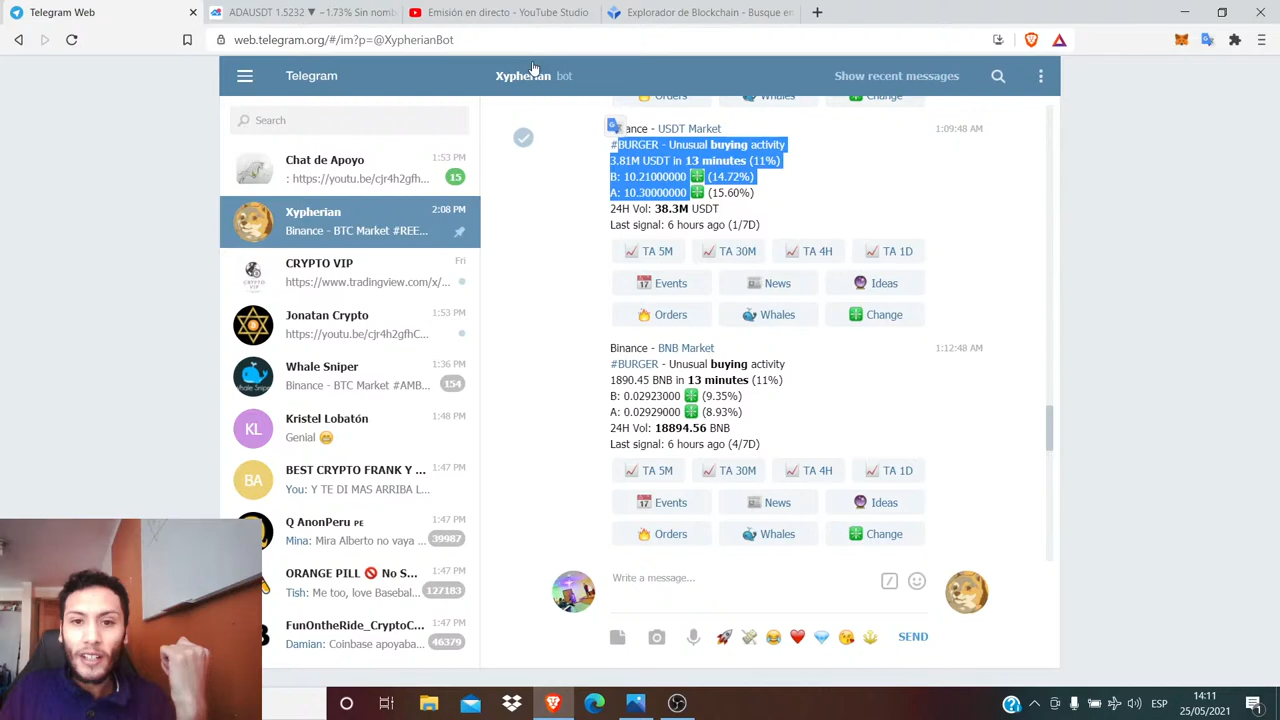 Telegram Web
ADAUSDT 1.5232 ▼ −1.73% Sin nomb
Emisión en directo - YouTube Studio
Explorador de Blockchain - Busque en
web.telegram.org/#/im?p=@XypherianBot
Telegram
Xypherian bot
Show recent messages
Search
Chat de Apoyo 1:53 PM
: https://youtu.be/cjr4h2gfh... 15
Xypherian 2:08 PM
Binance - BTC Market #REE...
CRYPTO VIP Fri
https://www.tradingview.com/x/...
Jonatan Crypto 1:53 PM
https://youtu.be/cjr4h2gfhC...
Whale Sniper 1:36 PM
Binance - BTC Market #AMB... 154
KL
Kristel Lobatón 1:48 PM
Genial
BA
BEST CRYPTO FRANK Y ... 1:47 PM
You: Y TE DI MAS ARRIBA L...
Q AnonPeru PE 1:47 PM
Mina: Mira Alberto no vaya ... 39987
ORANGE PILL 🚫 No S... 1:47 PM
Tish: Me too, love Basebal... 127183
FunOnTheRide_CryptoC... 1:47 PM
Damian: Coinbase apoyaba... 46379
Orders Whales Change
ance - USDT Market 1:09:48 AM
#BURGER - Unusual buying activity
3.81M USDT in 13 minutes (11%)
B: 10.21000000 (14.72%)
A: 10.30000000 (15.60%)
24H Vol: 38.3M USDT
Last signal: 6 hours ago (1/7D)
TA 5M TA 30M TA 4H TA 1D
Events News Ideas
Orders Whales Change
Binance - BNB Market 1:12:48 AM
#BURGER - Unusual buying activity
1890.45 BNB in 13 minutes (11%)
B: 0.02923000 (9.35%)
A: 0.02929000 (8.93%)
24H Vol: 18894.56 BNB
Last signal: 6 hours ago (4/7D)
TA 5M TA 30M TA 4H TA 1D
Events News Ideas
Orders Whales Change
Write a message...
SEND
ESP
14:11
25/05/2021